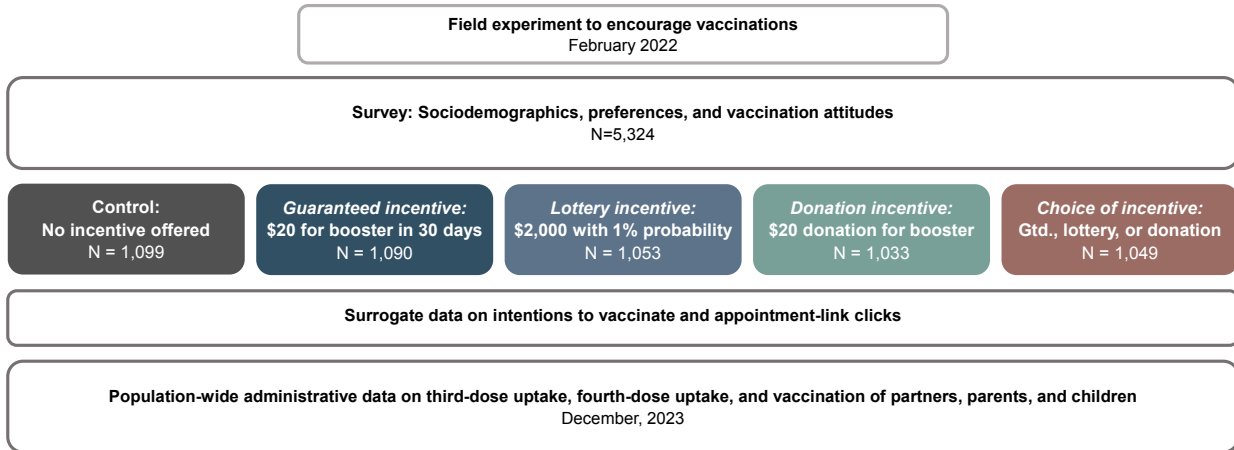 Field experiment to encourage vaccinations
February 2022
Survey: Sociodemographics, preferences, and vaccination attitudes
N=5,324
Control:
No incentive offered
N = 1,099
Guaranteed incentive:
$20 for booster in 30 days
N = 1,090
Lottery incentive:
$2,000 with 1% probability
N = 1,053
Donation incentive:
$20 donation for booster
N = 1,033
Choice of incentive:
Gtd., lottery, or donation
N = 1,049
Surrogate data on intentions to vaccinate and appointment-link clicks
Population-wide administrative data on third-dose uptake, fourth-dose uptake, and vaccination of partners, parents, and children
December, 2023